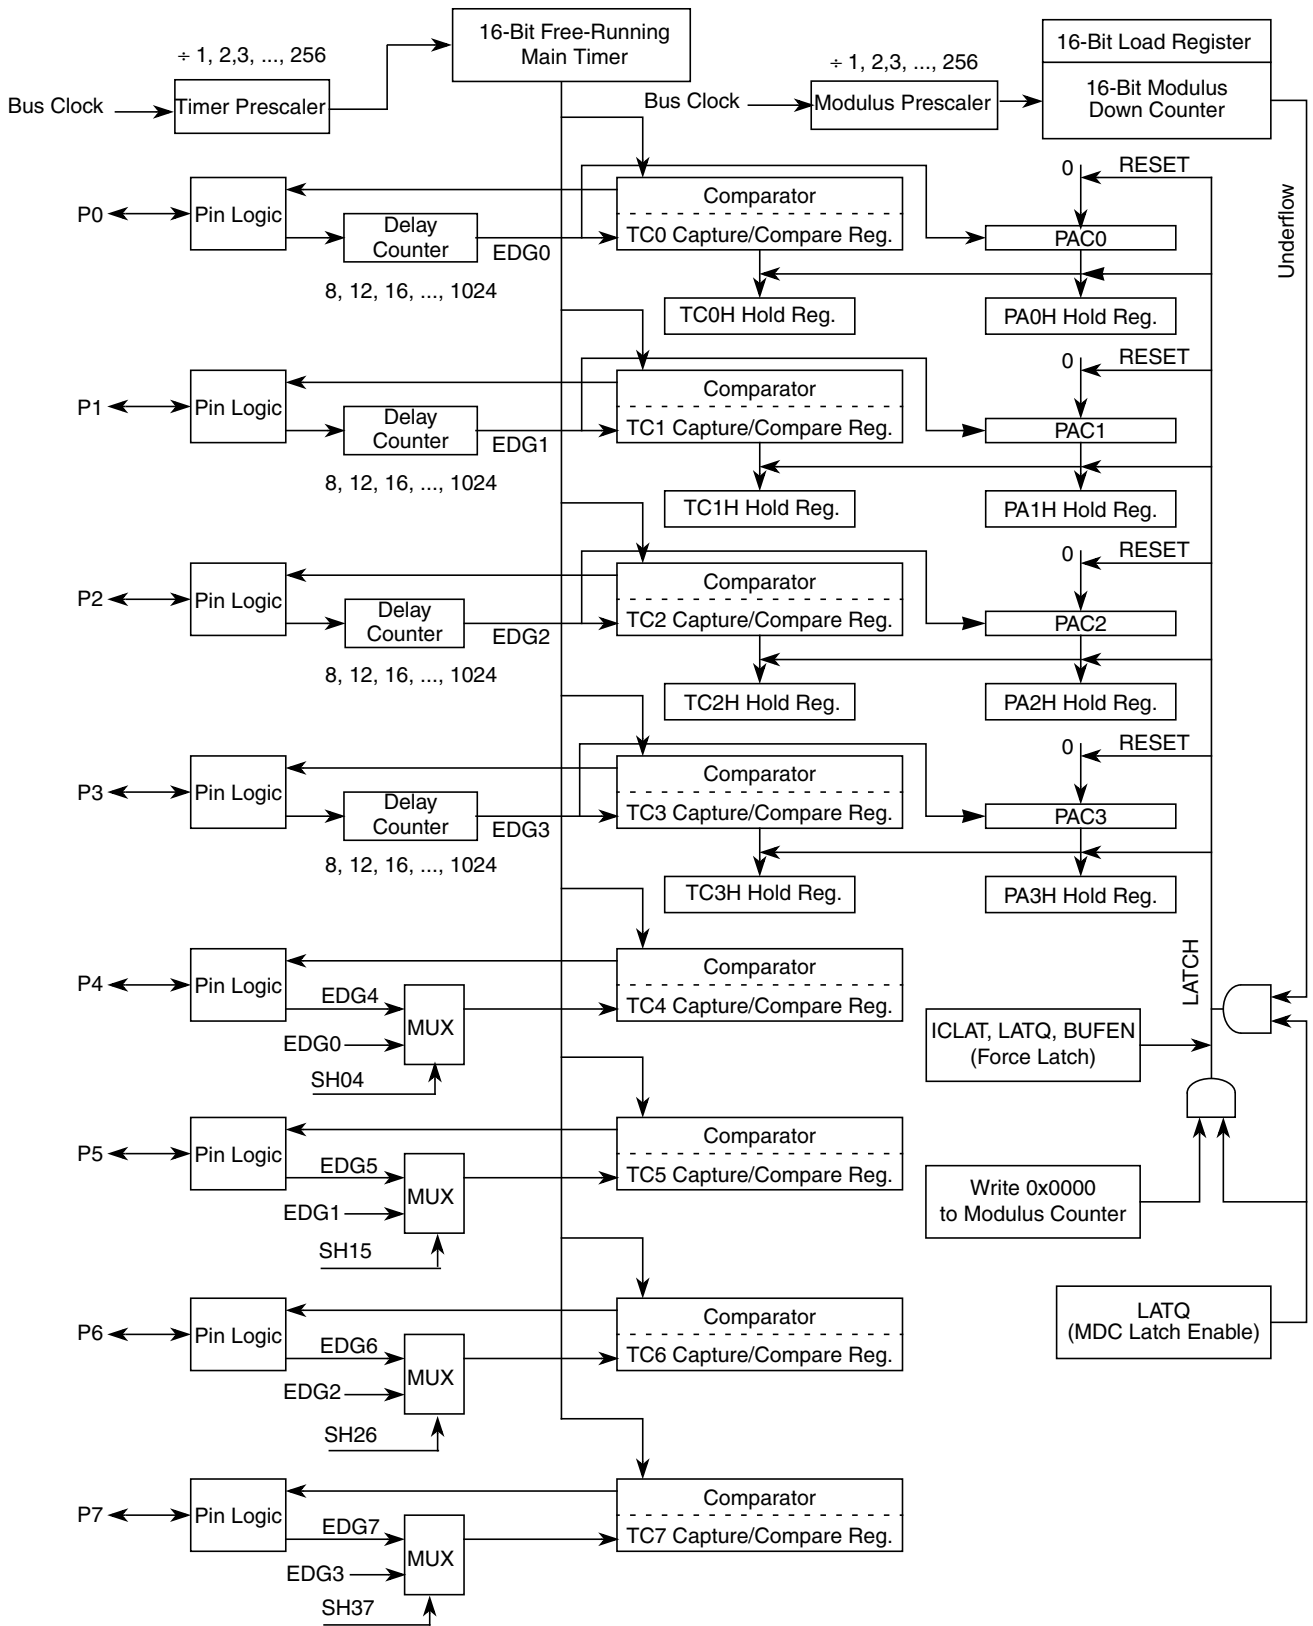 ÷ 1, 2,3, ..., 256
Bus Clock
Timer Prescaler
16-Bit Free-Running
Main Timer
÷ 1, 2,3, ..., 256
Bus Clock
Modulus Prescaler
16-Bit Load Register
16-Bit Modulus
Down Counter
Underflow
P0
Pin Logic
Delay
Counter
8, 12, 16, ..., 1024
EDG0
Comparator
TC0 Capture/Compare Reg.
TC0H Hold Reg.
0
RESET
PAC0
PA0H Hold Reg.
P1
Pin Logic
Delay
Counter
8, 12, 16, ..., 1024
EDG1
Comparator
TC1 Capture/Compare Reg.
TC1H Hold Reg.
0
RESET
PAC1
PA1H Hold Reg.
P2
Pin Logic
Delay
Counter
8, 12, 16, ..., 1024
EDG2
Comparator
TC2 Capture/Compare Reg.
TC2H Hold Reg.
0
RESET
PAC2
PA2H Hold Reg.
P3
Pin Logic
Delay
Counter
8, 12, 16, ..., 1024
EDG3
Comparator
TC3 Capture/Compare Reg.
TC3H Hold Reg.
0
RESET
PAC3
PA3H Hold Reg.
P4
Pin Logic
EDG4
EDG0
MUX
SH04
Comparator
TC4 Capture/Compare Reg.
LATCH
ICLAT, LATQ, BUFEN
(Force Latch)
P5
Pin Logic
EDG5
EDG1
MUX
SH15
Comparator
TC5 Capture/Compare Reg.
Write 0x0000
to Modulus Counter
P6
Pin Logic
EDG6
EDG2
MUX
SH26
Comparator
TC6 Capture/Compare Reg.
LATQ
(MDC Latch Enable)
P7
Pin Logic
EDG7
EDG3
MUX
SH37
Comparator
TC7 Capture/Compare Reg.